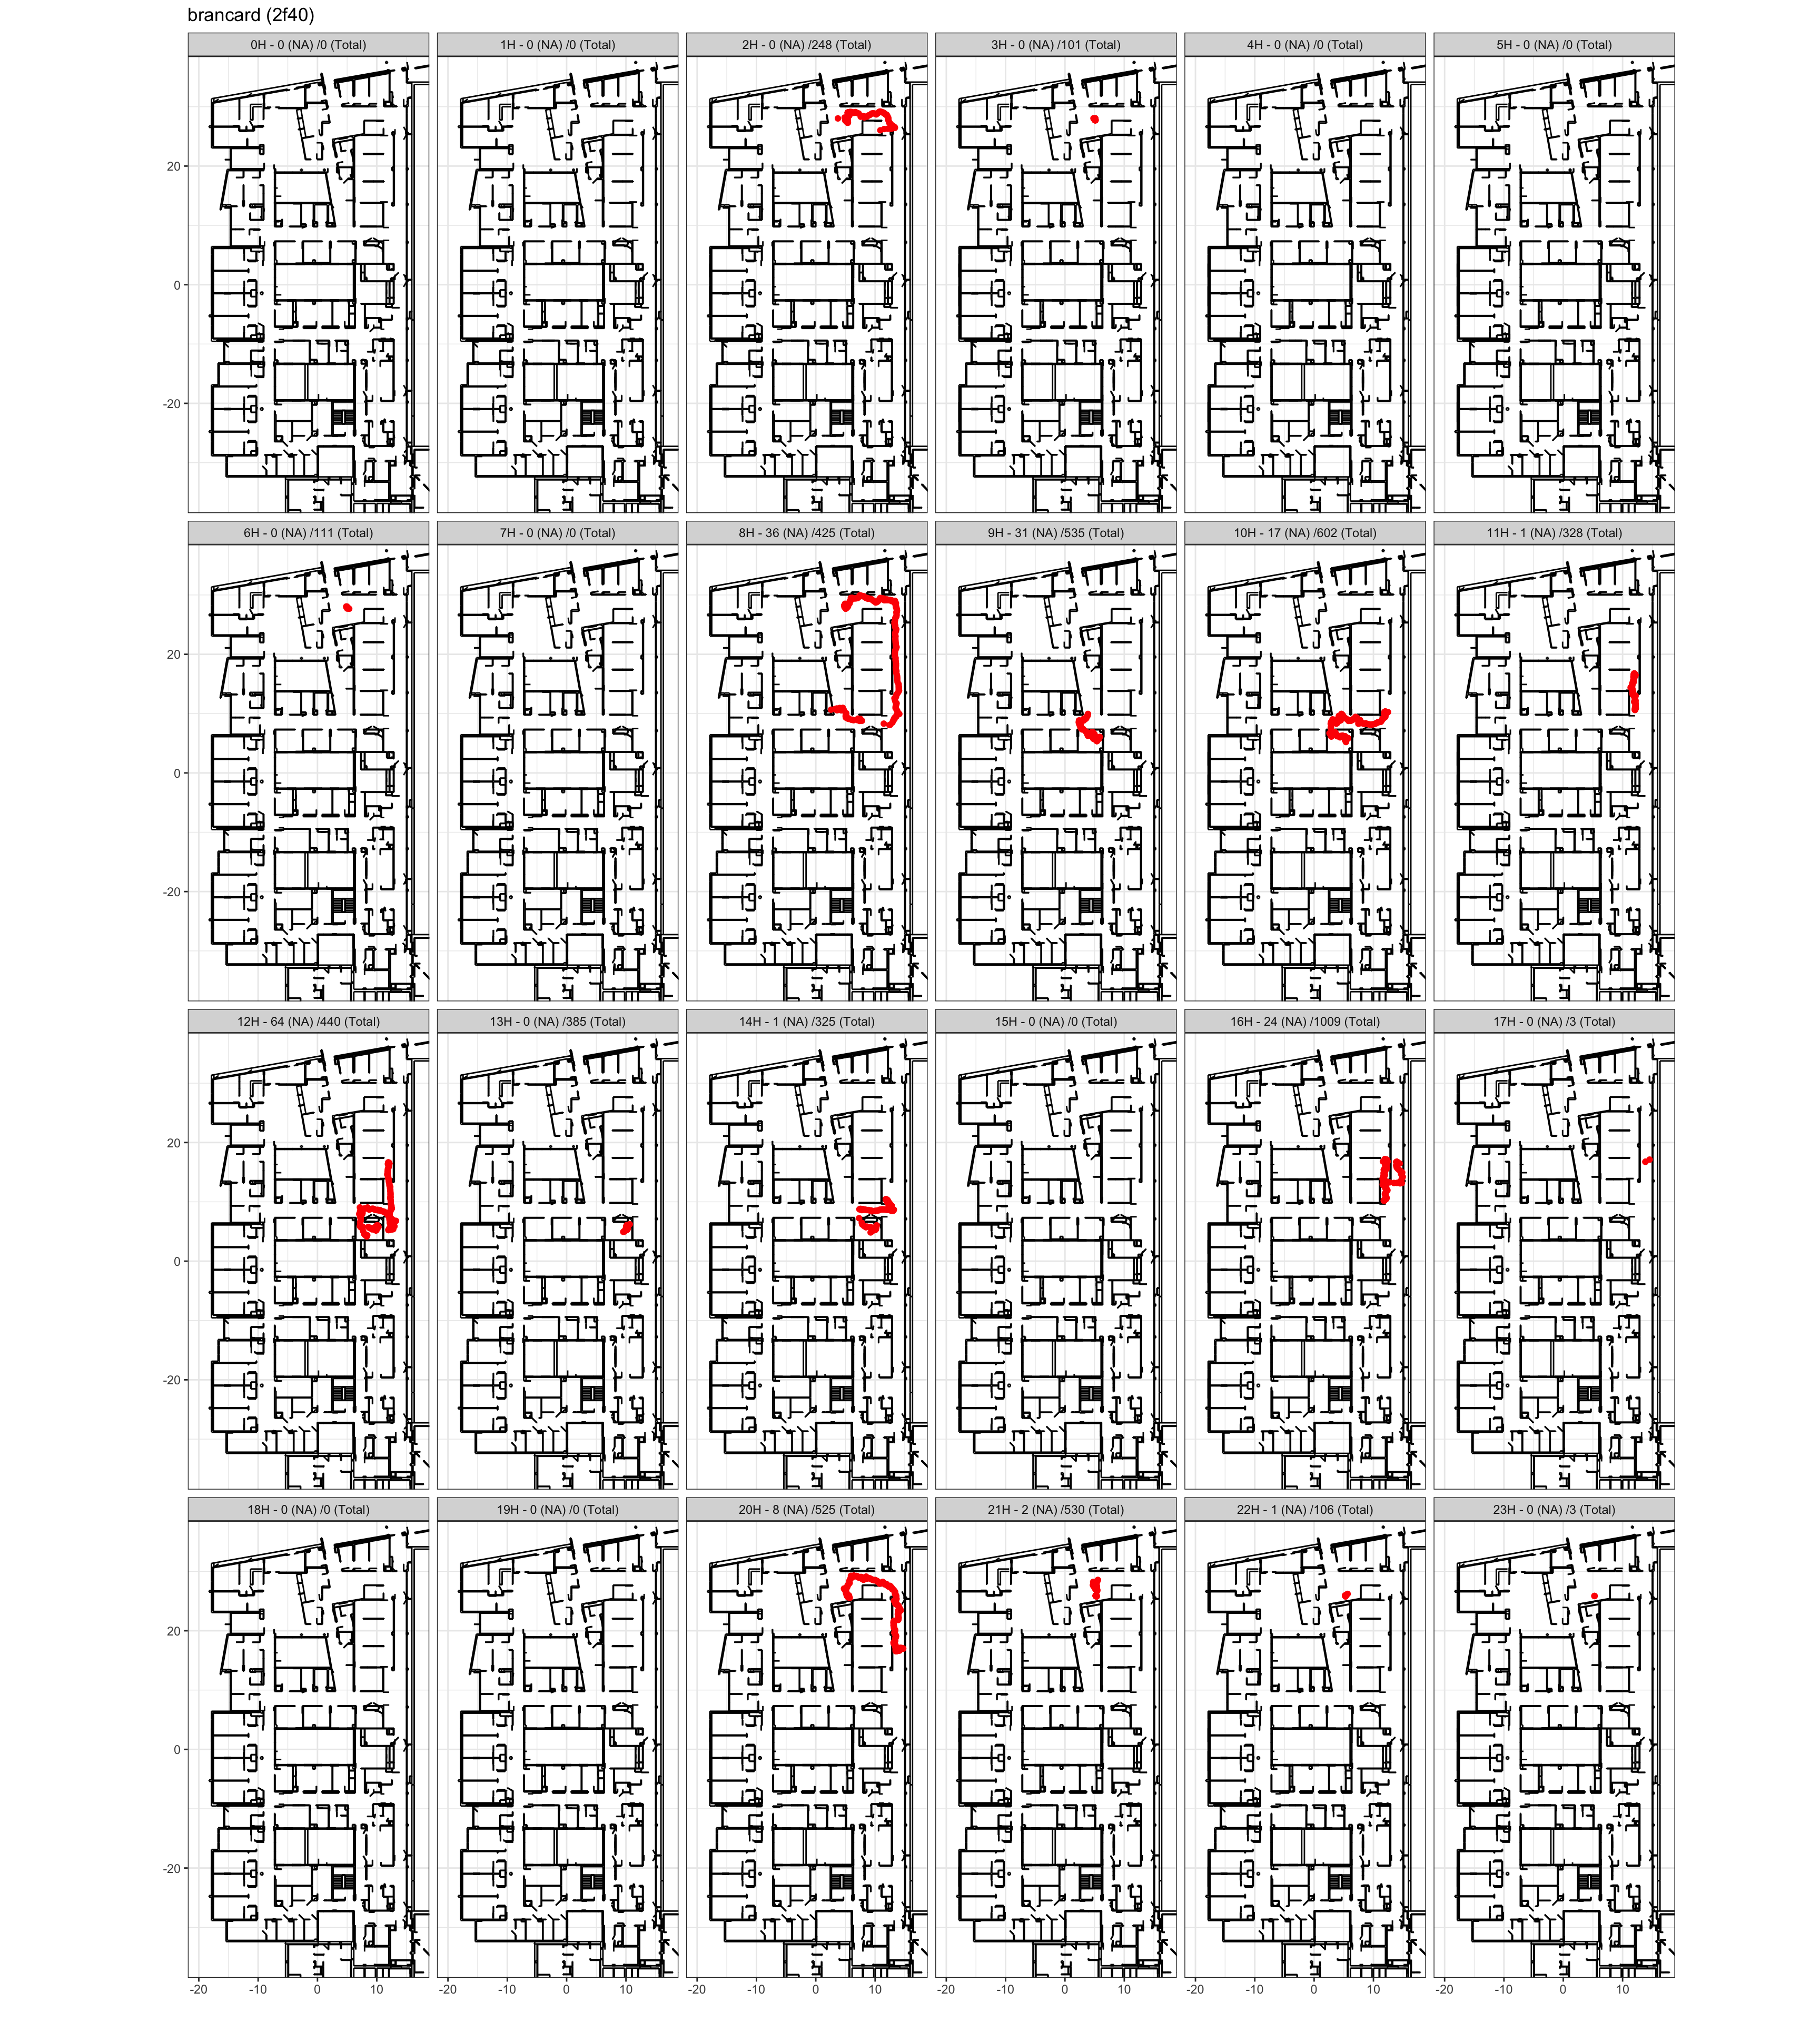 brancard (2f40)
0H - 0 (NA) /0 (Total) 1H - 0 (NA) /0 (Total) 2H - 0 (NA) /248 (Total) 3H - 0 (NA) /101 (Total) 4H - 0 (NA) /0 (Total) 5H - 0 (NA) /0 (Total)
20
0
-20
6H - 0 (NA) /111 (Total) 7H - 0 (NA) /0 (Total) 8H - 36 (NA) /425 (Total) 9H - 31 (NA) /535 (Total) 10H - 17 (NA) /602 (Total) 11H - 1 (NA) /328 (Total)
20
0
-20
12H - 64 (NA) /440 (Total) 13H - 0 (NA) /385 (Total) 14H - 1 (NA) /325 (Total) 15H - 0 (NA) /0 (Total) 16H - 24 (NA) /1009 (Total) 17H - 0 (NA) /3 (Total)
20
0
-20
18H - 0 (NA) /0 (Total) 19H - 0 (NA) /0 (Total) 20H - 8 (NA) /525 (Total) 21H - 2 (NA) /530 (Total) 22H - 1 (NA) /106 (Total) 23H - 0 (NA) /3 (Total)
20
0
-20
-20 -10 0 10 -20 -10 0 10 -20 -10 0 10 -20 -10 0 10 -20 -10 0 10 -20 -10 0 10